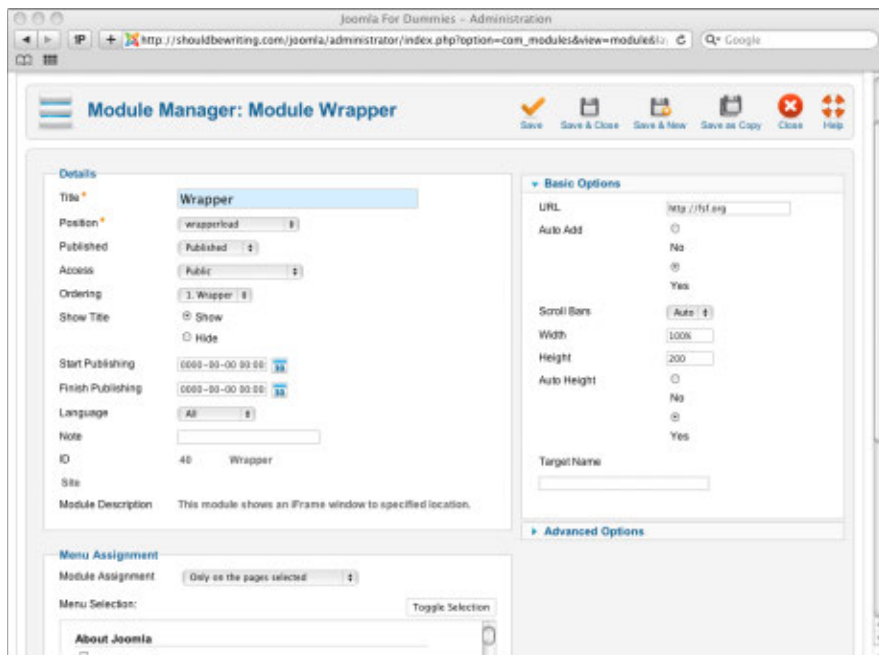 Joomla For Dummies – Administration
http://shouldbewriting.com/joomla/administrator/index.php?option=com_modules&view=module&la
Google
Module Manager: Module Wrapper
Save
Save & Close
Save & New
Save as Copy
Close
Help
Details
Title *
Wrapper
Position *
wrapperload
Published
Published
Access
Public
Ordering
1. Wrapper
Show Title
Show
Hide
Start Publishing
0000-00-00 00:00:
Finish Publishing
0000-00-00 00:00:
Language
All
Note
ID
40
Wrapper
Site
Module Description
This module shows an iFrame window to specified location.
Basic Options
URL
http://fsf.org
Auto Add
No
Yes
Scroll Bars
Auto
Width
100%
Height
200
Auto Height
No
Yes
Target Name
Advanced Options
Menu Assignment
Module Assignment
Only on the pages selected
Menu Selection:
Toggle Selection
About Joomla